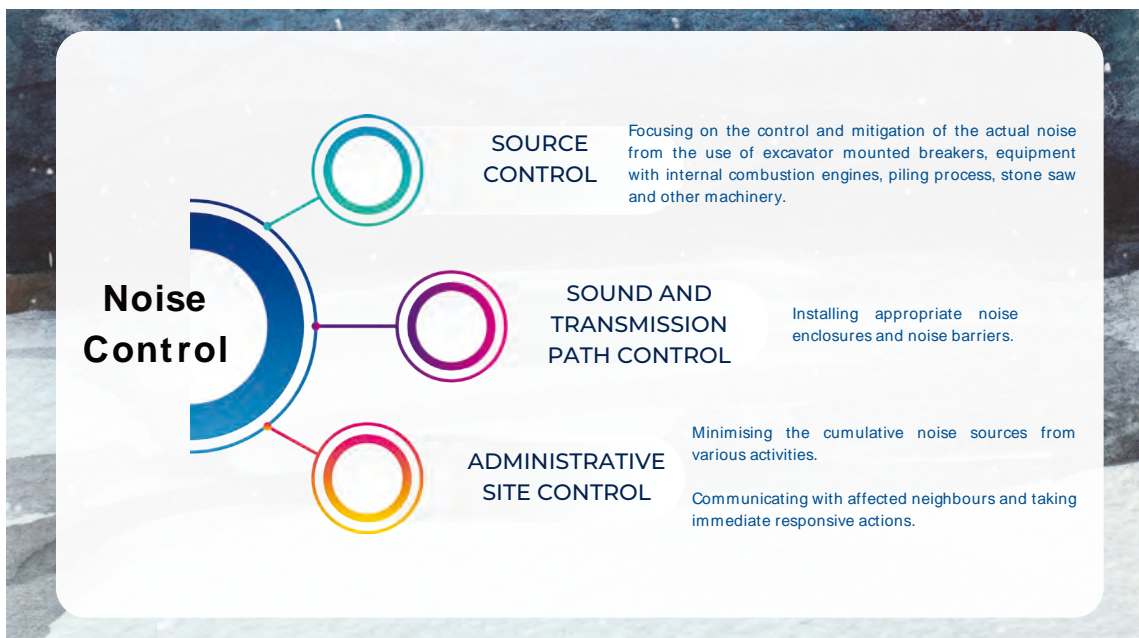 Noise
Control
SOURCE
CONTROL
Focusing on the control and mitigation of the actual noise
from the use of excavator mounted breakers, equipment
with internal combustion engines, piling process, stone saw
and other machinery.
SOUND AND
TRANSMISSION
PATH CONTROL
Installing appropriate noise
enclosures and noise barriers.
ADMINISTRATIVE
SITE CONTROL
Minimising the cumulative noise sources from
various activities.
Communicating with affected neighbours and taking
immediate responsive actions.